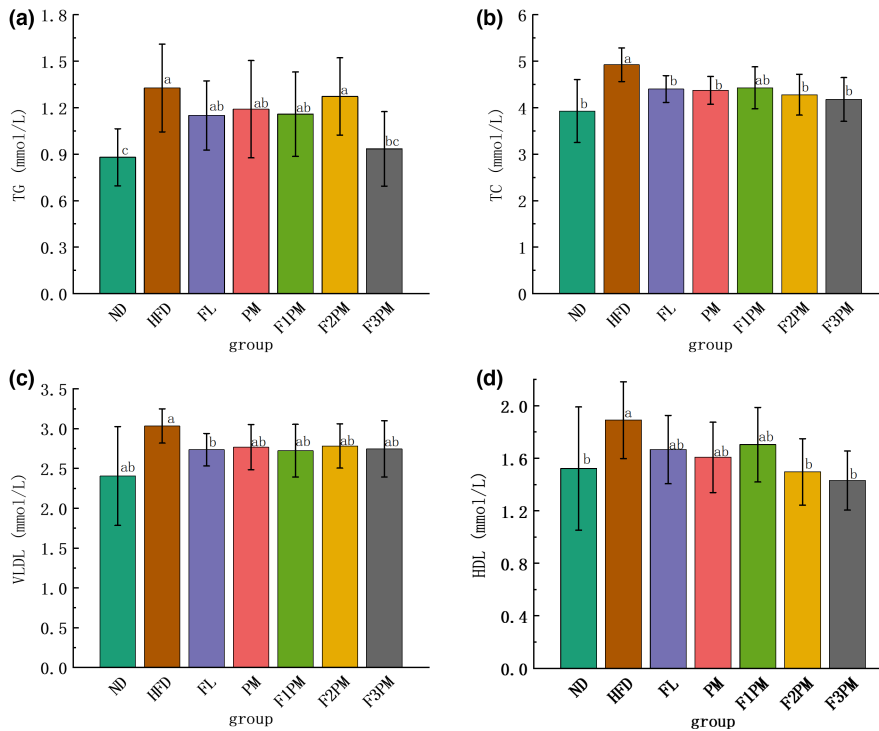 (a)
TG (mmol/L)
1.8
1.5
1.2
0.9
0.6
0.3
0.0
c
a
ab
ab
ab
a
bc
ND HFD FL PM F1PM F2PM F3PM
group
(b)
TC (mmol/L)
6
5
4
3
2
1
0
b
a
b
b
ab
b
b
ND HFD FL PM F1PM F2PM F3PM
group
(c)
VLDL (mmol/L)
3.5
3.0
2.5
2.0
1.5
1.0
0.5
0.0
ab
a
b
ab
ab
ab
ab
ND HFD FL PM F1PM F2PM F3PM
group
(d)
HDL (mmol/L)
2.0
1.6
1.2
0.8
0.4
0.0
b
a
ab
ab
ab
b
b
ND HFD FL PM F1PM F2PM F3PM
group